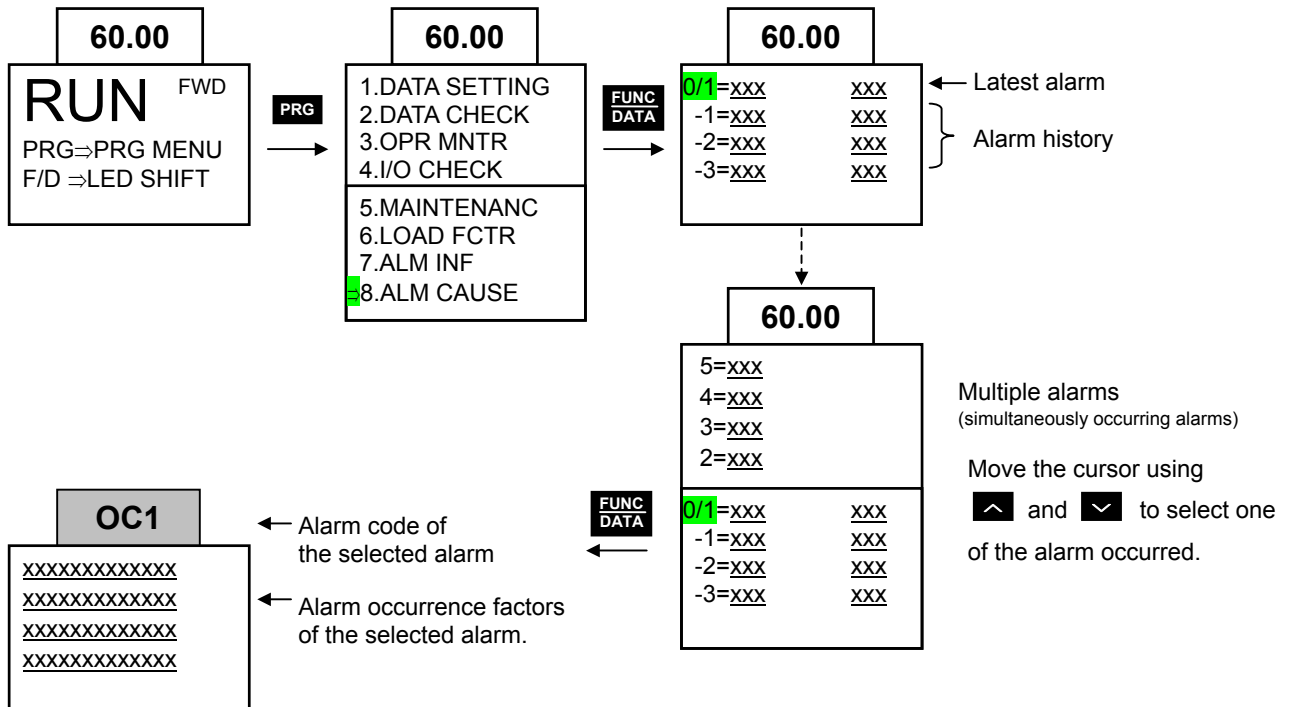 60.00
RUN FWD
PRG⇒PRG MENU
F/D ⇒LED SHIFT
PRG
60.00
1.DATA SETTING
2.DATA CHECK
3.OPR MNTR
4.I/O CHECK
5.MAINTENANC
6.LOAD FCTR
7.ALM INF
⇒8.ALM CAUSE
FUNC
DATA
60.00
0/1=xxx xxx
-1=xxx xxx
-2=xxx xxx
-3=xxx xxx
Latest alarm
Alarm history
60.00
5=xxx
4=xxx
3=xxx
2=xxx
0/1=xxx xxx
-1=xxx xxx
-2=xxx xxx
-3=xxx xxx
Multiple alarms
(simultaneously occurring alarms)
Move the cursor using
∧ and ∨ to select one
of the alarm occurred.
FUNC
DATA
OC1
xxxxxxxxxxxxx
xxxxxxxxxxxxx
xxxxxxxxxxxxx
xxxxxxxxxxxxx
Alarm code of
the selected alarm
Alarm occurrence factors
of the selected alarm.